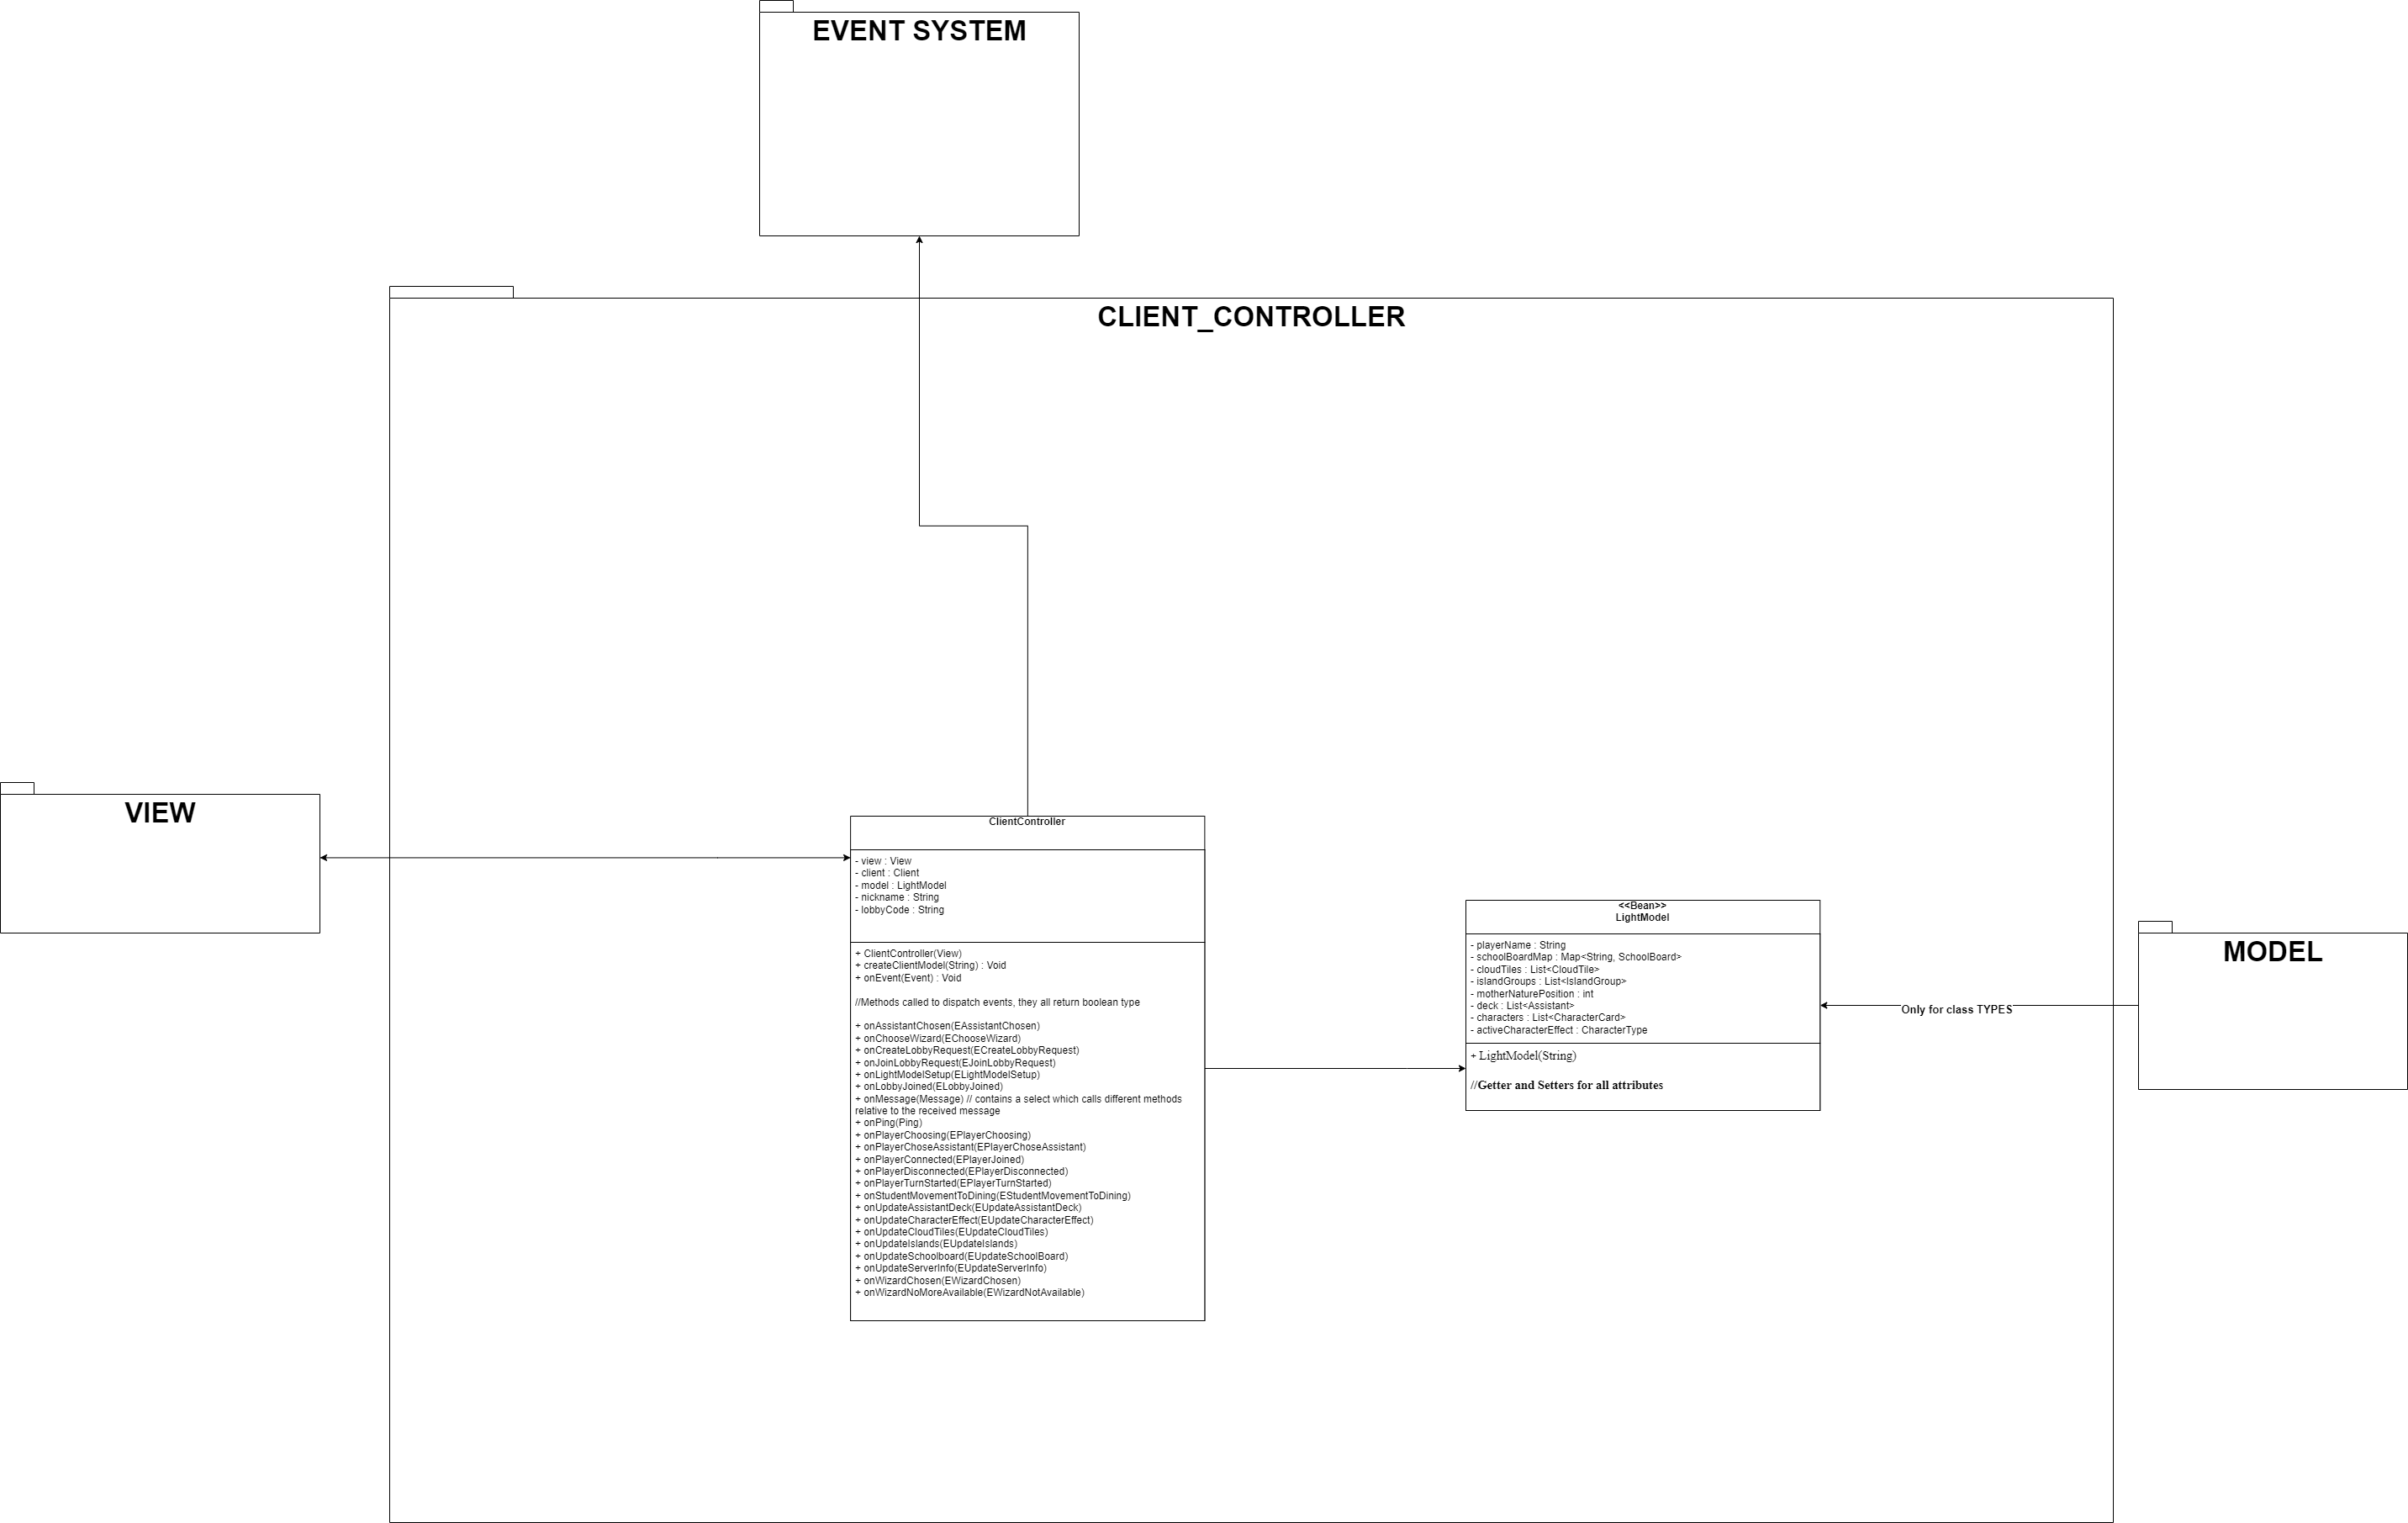 EVENT SYSTEM
CLIENT_CONTROLLER
VIEW
ClientController
- view : View
- client : Client
- model : LightModel
- nickname : String
- lobbyCode : String
+ ClientController(View)
+ createClientModel(String) : Void
+ onEvent(Event) : Void
//Methods called to dispatch events, they all return boolean type
+ onAssistantChosen(EAssistantChosen)
+ onChooseWizard(EChooseWizard)
+ onCreateLobbyRequest(ECreateLobbyRequest)
+ onJoinLobbyRequest(EJoinLobbyRequest)
+ onLightModelSetup(ELightModelSetup)
+ onLobbyJoined(ELobbyJoined)
+ onMessage(Message) // contains a select which calls different methods
relative to the received message
+ onPing(Ping)
+ onPlayerChoosing(EPlayerChoosing)
+ onPlayerChoseAssistant(EPlayerChoseAssistant)
+ onPlayerConnected(EPlayerJoined)
+ onPlayerDisconnected(EPlayerDisconnected)
+ onPlayerTurnStarted(EPlayerTurnStarted)
+ onStudentMovementToDining(EStudentMovementToDining)
+ onUpdateAssistantDeck(EUpdateAssistantDeck)
+ onUpdateCharacterEffect(EUpdateCharacterEffect)
+ onUpdateCloudTiles(EUpdateCloudTiles)
+ onUpdateIslands(EUpdateIslands)
+ onUpdateSchoolboard(EUpdateSchoolBoard)
+ onUpdateServerInfo(EUpdateServerInfo)
+ onWizardChosen(EWizardChosen)
+ onWizardNoMoreAvailable(EWizardNotAvailable)
<<Bean>>
LightModel
- playerName : String
- schoolBoardMap : Map<String, SchoolBoard>
- cloudTiles : List<CloudTile>
- islandGroups : List<IslandGroup>
- motherNaturePosition : int
- deck : List<Assistant>
- characters : List<CharacterCard>
- activeCharacterEffect : CharacterType
+ LightModel(String)
//Getter and Setters for all attributes
Only for class TYPES
MODEL